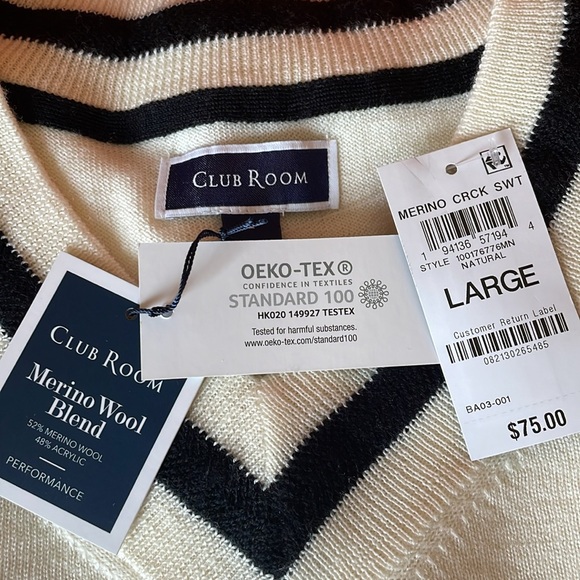 CLUB ROOM
CLUB ROOM
Merino Wool
Blend
52% MERINO WOOL
48% ACRYLIC
PERFORMANCE
OEKO-TEX®
CONFIDENCE IN TEXTILES
STANDARD 100
HK020 149927 TESTEX
Tested for harmful substances.
www.oeko-tex.com/standard100
MERINO CRCK SWT
1 94136 57194 4
STYLE 100176776MN
NATURAL
LARGE
Customer Return Label
082130265485
BA03-001
$75.00